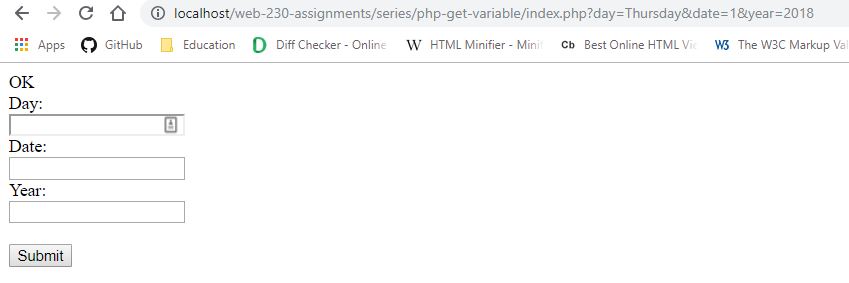 localhost/web-230-assignments/series/php-get-variable/index.php?day=Thursday&date=1&year=2018
Apps GitHub Education Diff Checker - Online HTML Minifier - Mini Cb Best Online HTML Vi W3 The W3C Markup Val
OK
Day:
Date:
Year:
Submit